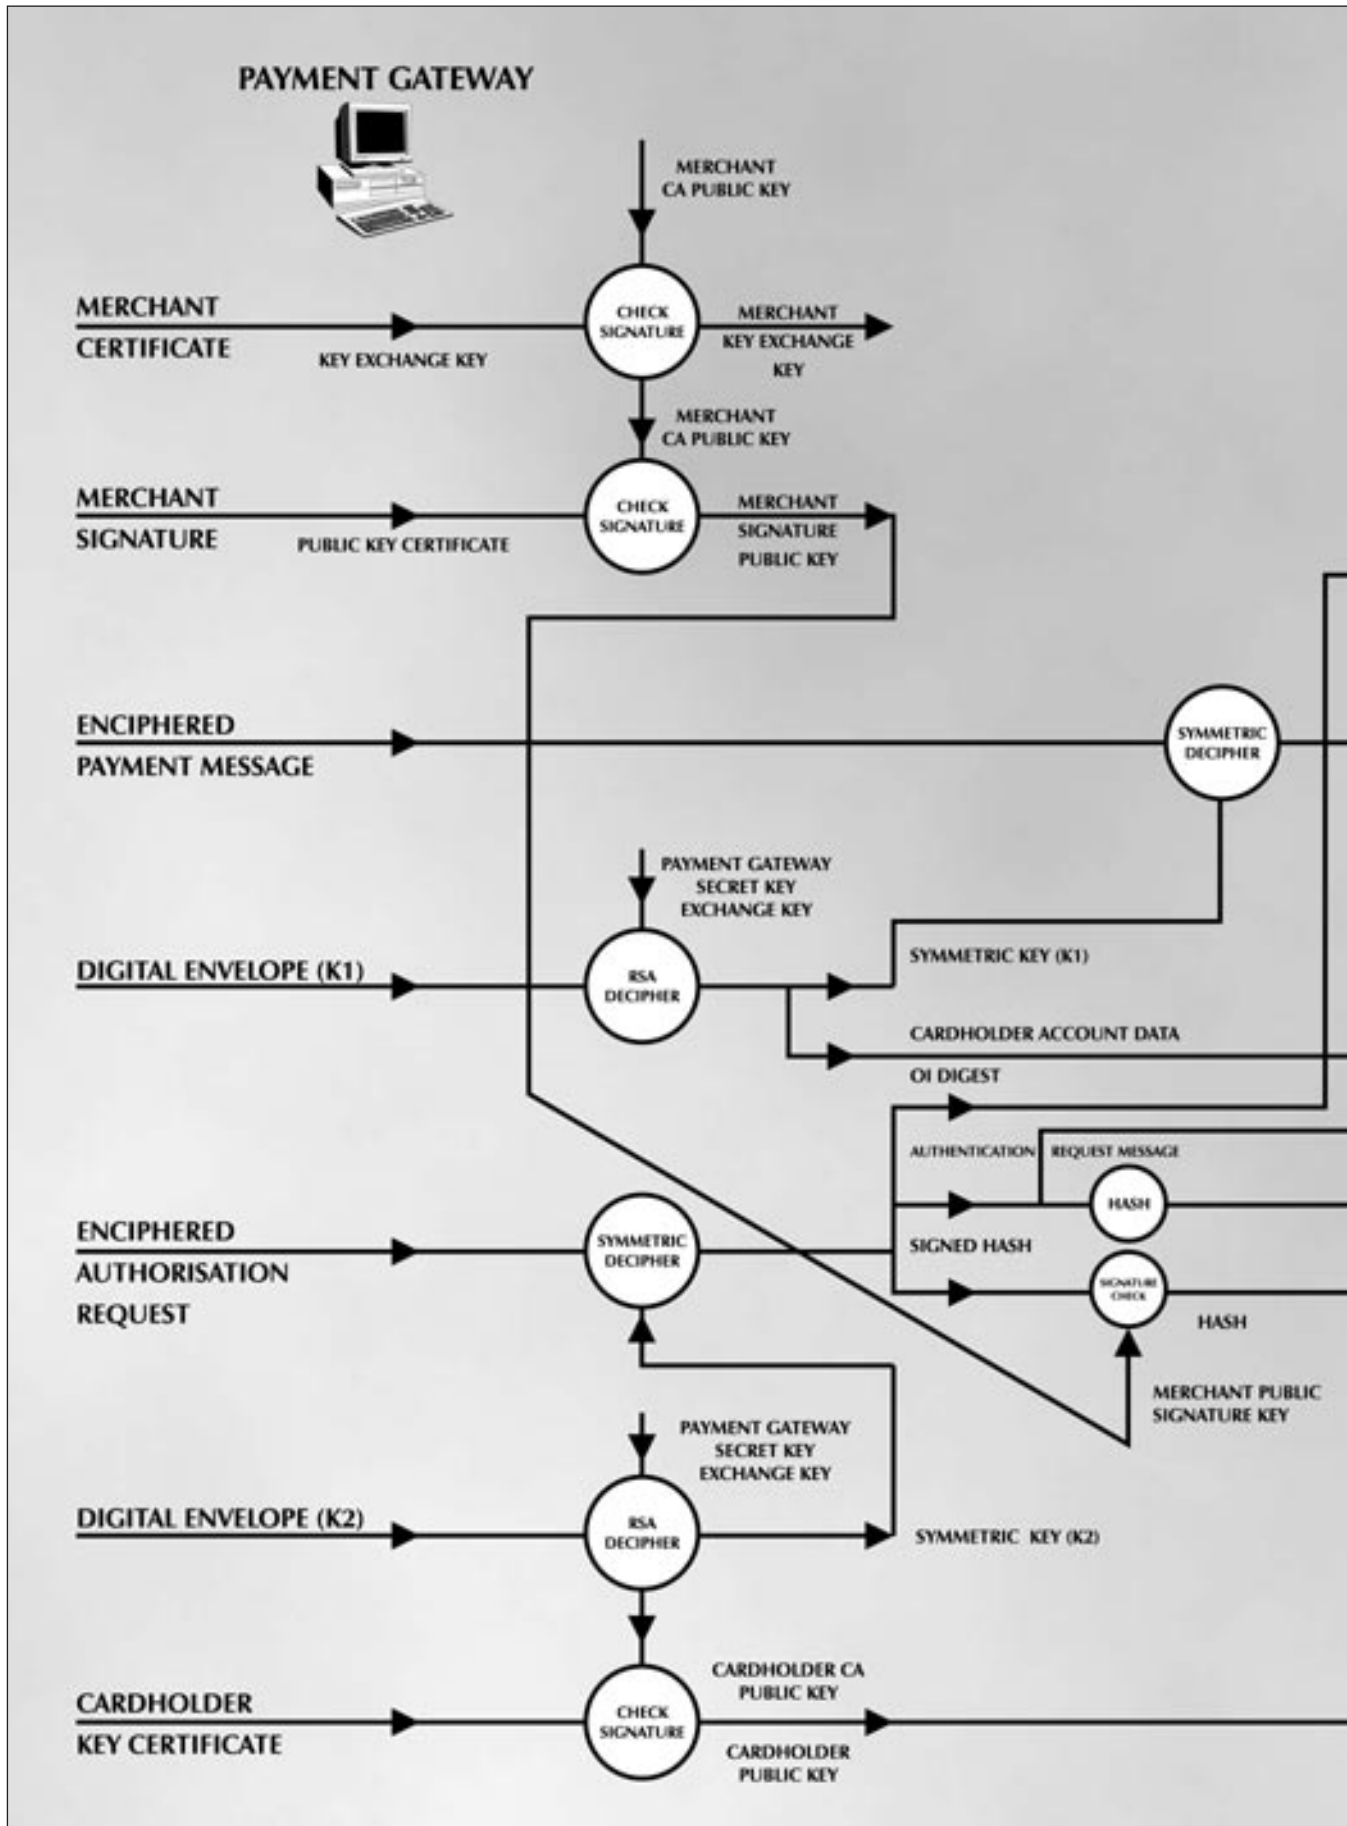 PAYMENT GATEWAY
MERCHANT
CA PUBLIC KEY
MERCHANT
CERTIFICATE
KEY EXCHANGE KEY
CHECK
SIGNATURE
MERCHANT
KEY EXCHANGE
KEY
MERCHANT
CA PUBLIC KEY
MERCHANT
SIGNATURE
PUBLIC KEY CERTIFICATE
CHECK
SIGNATURE
MERCHANT
SIGNATURE
PUBLIC KEY
ENCIPHERED
PAYMENT MESSAGE
SYMMETRIC
DECIPHER
PAYMENT GATEWAY
SECRET KEY
EXCHANGE KEY
DIGITAL ENVELOPE (K1)
RSA
DECIPHER
SYMMETRIC KEY (K1)
CARDHOLDER ACCOUNT DATA
OI DIGEST
AUTHENTICATION REQUEST MESSAGE
HASH
ENCIPHERED
AUTHORISATION
REQUEST
SYMMETRIC
DECIPHER
SIGNED HASH
SIGNATURE
CHECK
HASH
MERCHANT PUBLIC
SIGNATURE KEY
PAYMENT GATEWAY
SECRET KEY
EXCHANGE KEY
DIGITAL ENVELOPE (K2)
RSA
DECIPHER
SYMMETRIC KEY (K2)
CARDHOLDER
KEY CERTIFICATE
CHECK
SIGNATURE
CARDHOLDER CA
PUBLIC KEY
CARDHOLDER
PUBLIC KEY